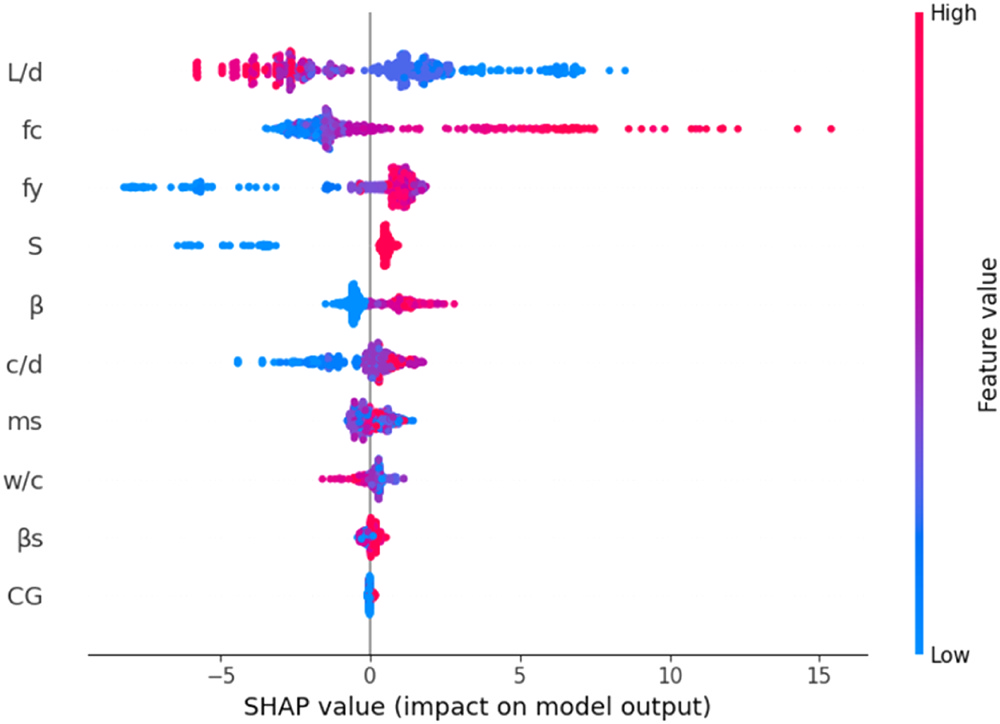 High
L/d
fc
fy
S
β
c/d
ms
w/c
βs
CG
Feature value
Low
−5 0 5 10 15
SHAP value (impact on model output)